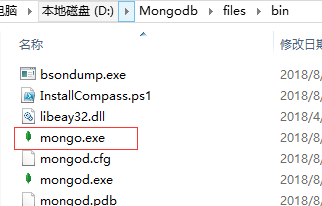 电脑 > 本地磁盘 (D:) > Mongodb > files > bin
名称 修改日期
bsondump.exe 2018/8/
InstallCompass.ps1 2018/8/
libeay32.dll 2018/4/
mongo.exe 2018/8/
mongod.cfg 2018/8/
mongod.exe 2018/8/
mongod.pdb 2018/8/